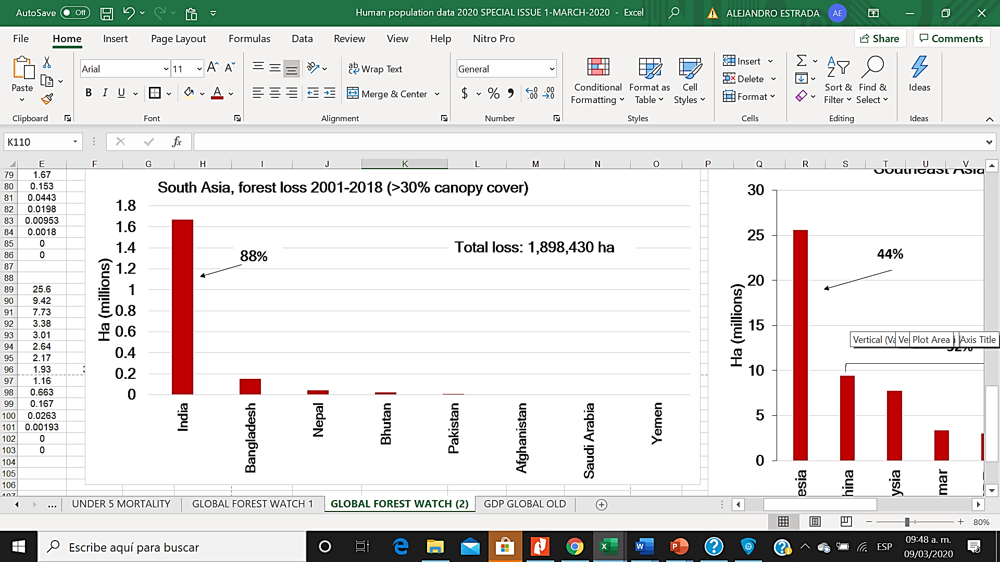 AutoSave Off Human population data 2020 SPECIAL ISSUE 1-MARCH-2020 - Excel ALEJANDRO ESTRADA AE
File Home Insert Page Layout Formulas Data Review View Help Nitro Pro Share Comments
Arial 11 Wrap Text General Insert
Paste Conditional Formatting Format as Table Cell Styles Delete Sort & Filter Find & Select Ideas
B I U A Merge & Center $ % Format
Clipboard Font Alignment Number Styles Cells Editing Ideas
K110 fx
E F G H I J K L M N O P Q R S T U V
79 1.67
80 0.153
81 0.0443
82 0.0198
83 0.00953
84 0.0018
85 0
86 0
87
88
89 25.6
90 9.42
91 7.73
92 3.38
93 3.01
94 2.64
95 2.17
96 1.93
97 1.16
98 0.663
99 0.167
100 0.0263
101 0.00193
102 0
103 0
104
105
106
107
South Asia, forest loss 2001-2018 (>30% canopy cover)
1.8
1.6
1.4
1.2
1
0.8
0.6
0.4
0.2
0
Ha (millions)
88%
Total loss: 1,898,430 ha
India
Bangladesh
Nepal
Bhutan
Pakistan
Afghanistan
Saudi Arabia
Yemen
Southeast Asia
30
25
20
15
10
5
0
Ha (millions)
44%
Vertical (Va Ver Plot Area Axis Title
esia
hina
ysia
mar
... UNDER 5 MORTALITY GLOBAL FOREST WATCH 1 GLOBAL FOREST WATCH (2) GDP GLOBAL OLD
80%
Escribe aquí para buscar
ESP
09:48 a. m.
09/03/2020